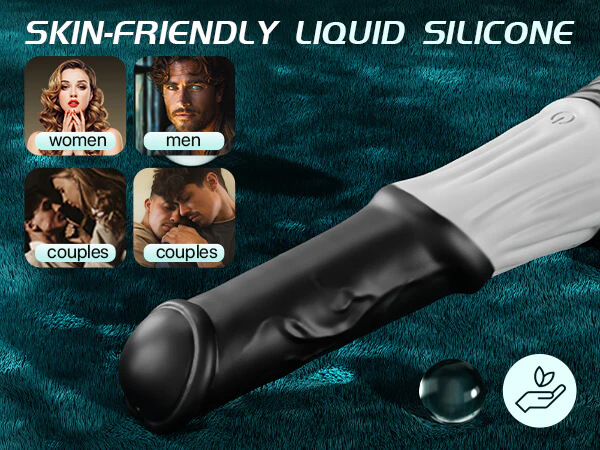 SKIN-FRIENDLY LIQUID SILICONE
women
men
couples
couples